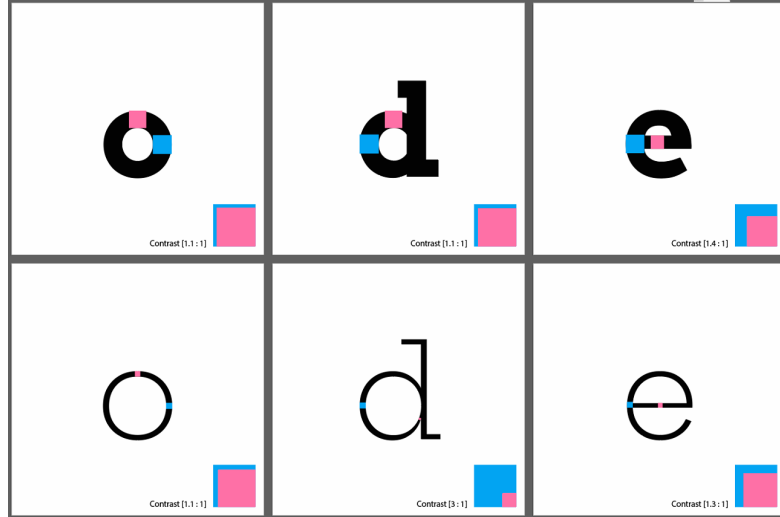 o
d
e
Contrast [1.1 : 1]
Contrast [1.1 : 1]
Contrast [1.4 : 1]
o
d
e
Contrast [1.1 : 1]
Contrast [3 : 1]
Contrast [1.3 : 1]